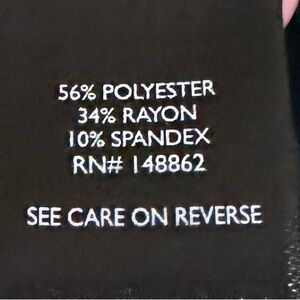 56% POLYESTER
34% RAYON
10% SPANDEX
RN# 148862
SEE CARE ON REVERSE